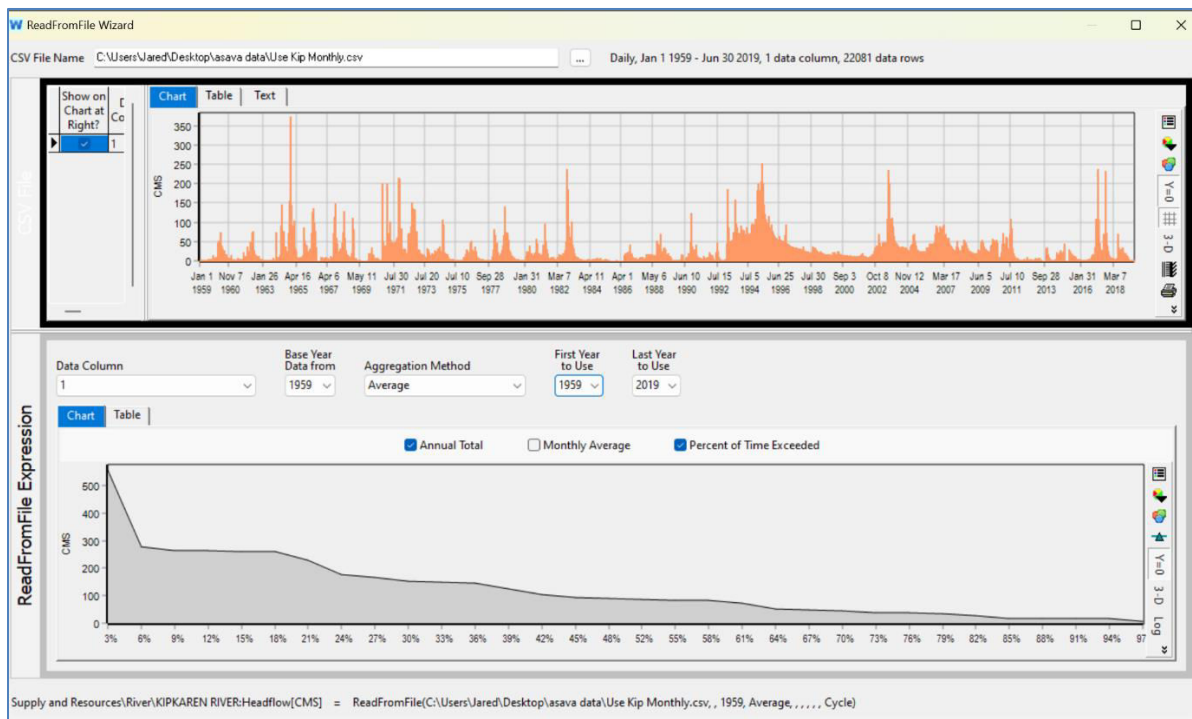 W ReadFromFile Wizard
CSV File Name C:\Users\Jared\Desktop\asava data\Use Kip Monthly.csv ... Daily, Jan 1 1959 - Jun 30 2019, 1 data column, 22081 data rows
CSV File
Show on
Chart at
Right?
D
Co
1
Chart Table Text
CMS
350
300
250
200
150
100
50
0
Jan 1 Nov 7 Jan 26 Apr 16 Apr 6 May 11 Jul 30 Jul 20 Jul 10 Sep 28 Jan 31 Mar 7 Apr 11 Apr 1 May 6 Jun 10 Jul 15 Jul 5 Jun 25 Jul 30 Sep 3 Oct 8 Nov 12 Mar 17 Jun 5 Jul 10 Sep 28 Jan 31 Mar 7
1959 1960 1963 1965 1967 1969 1971 1973 1975 1977 1981 1982 1984 1986 1988 1990 1992 1994 1996 1998 2000 2002 2004 2007 2009 2011 2013 2016 2018
Y=0
3-D
ReadFromFile Expression
Data Column
1
Base Year
Data from
1959
Aggregation Method
Average
First Year
to Use
1959
Last Year
to Use
2019
Chart Table
Annual Total Monthly Average Percent of Time Exceeded
CMS
500
400
300
200
100
0
3% 6% 9% 12% 15% 18% 21% 24% 27% 30% 33% 36% 39% 42% 45% 48% 52% 55% 58% 61% 64% 67% 70% 73% 76% 79% 82% 85% 88% 91% 94% 97
Y=0
3-D
Log
Supply and Resources\River\KIPKAREN RIVER:Headflow[CMS] = ReadFromFile(C:\Users\Jared\Desktop\asava data\Use Kip Monthly.csv, , 1959, Average, , , , , , Cycle)